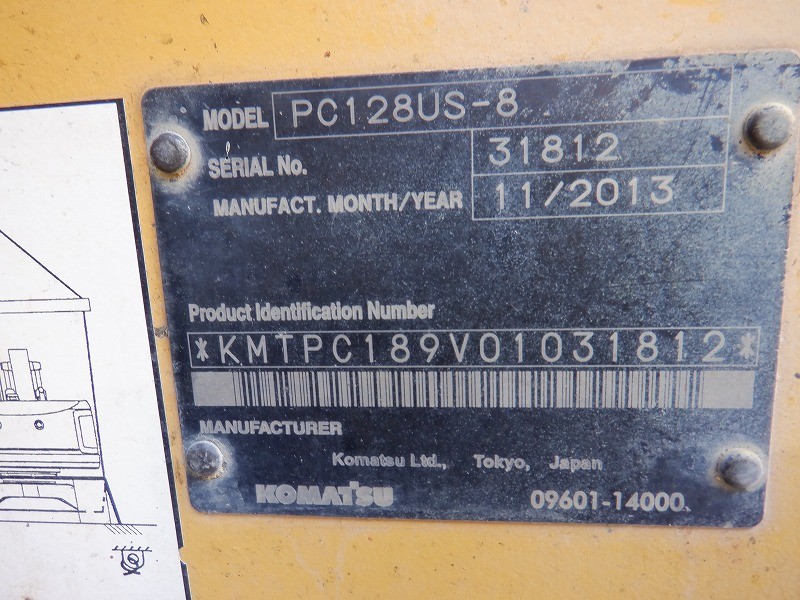 MODEL PC128US-8
SERIAL No. 31812
MANUFACT. MONTH/YEAR 11/2013
Product Identification Number
*KMTPC189V01031812*
MANUFACTURER
Komatsu Ltd., Tokyo, Japan
KOMATSU 09601-14000